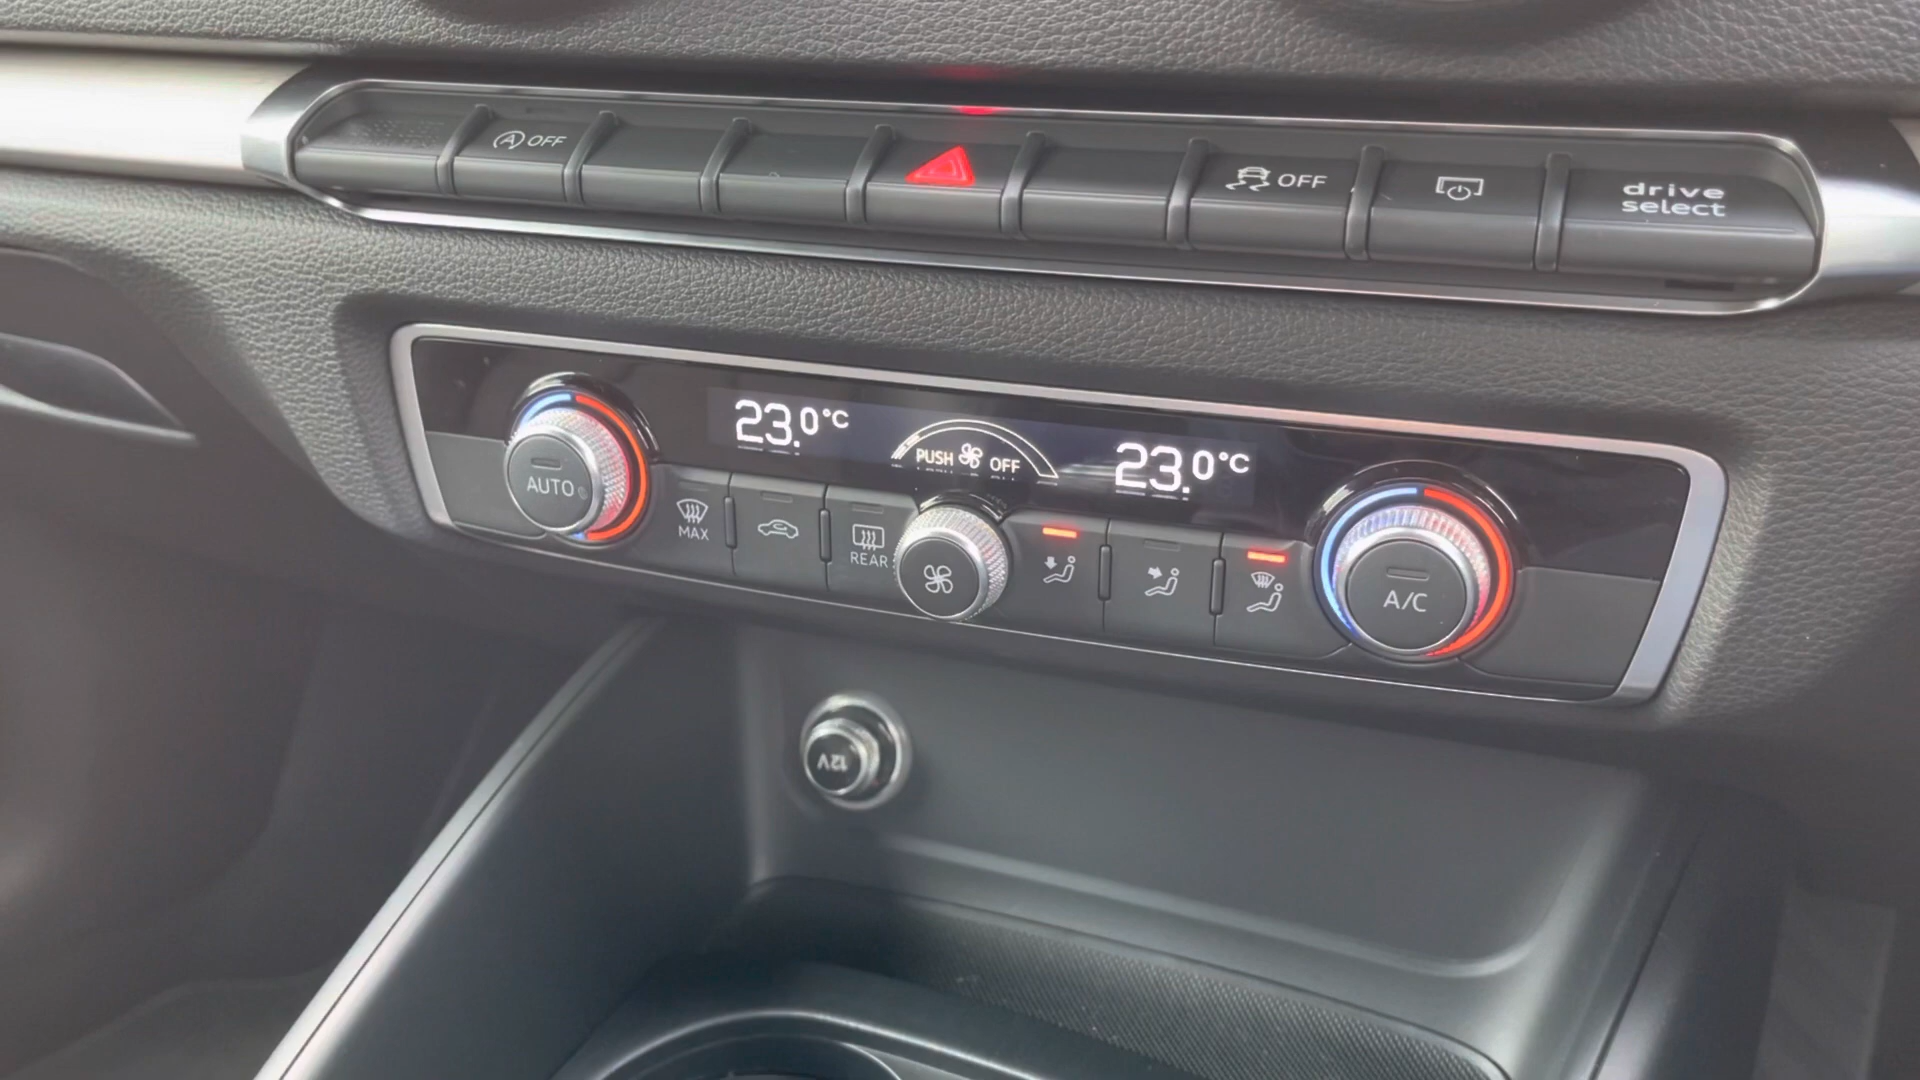 A OFF
OFF
drive
select
23.0°C
PUSH OFF
23.0°C
AUTO
MAX
REAR
A/C
12V